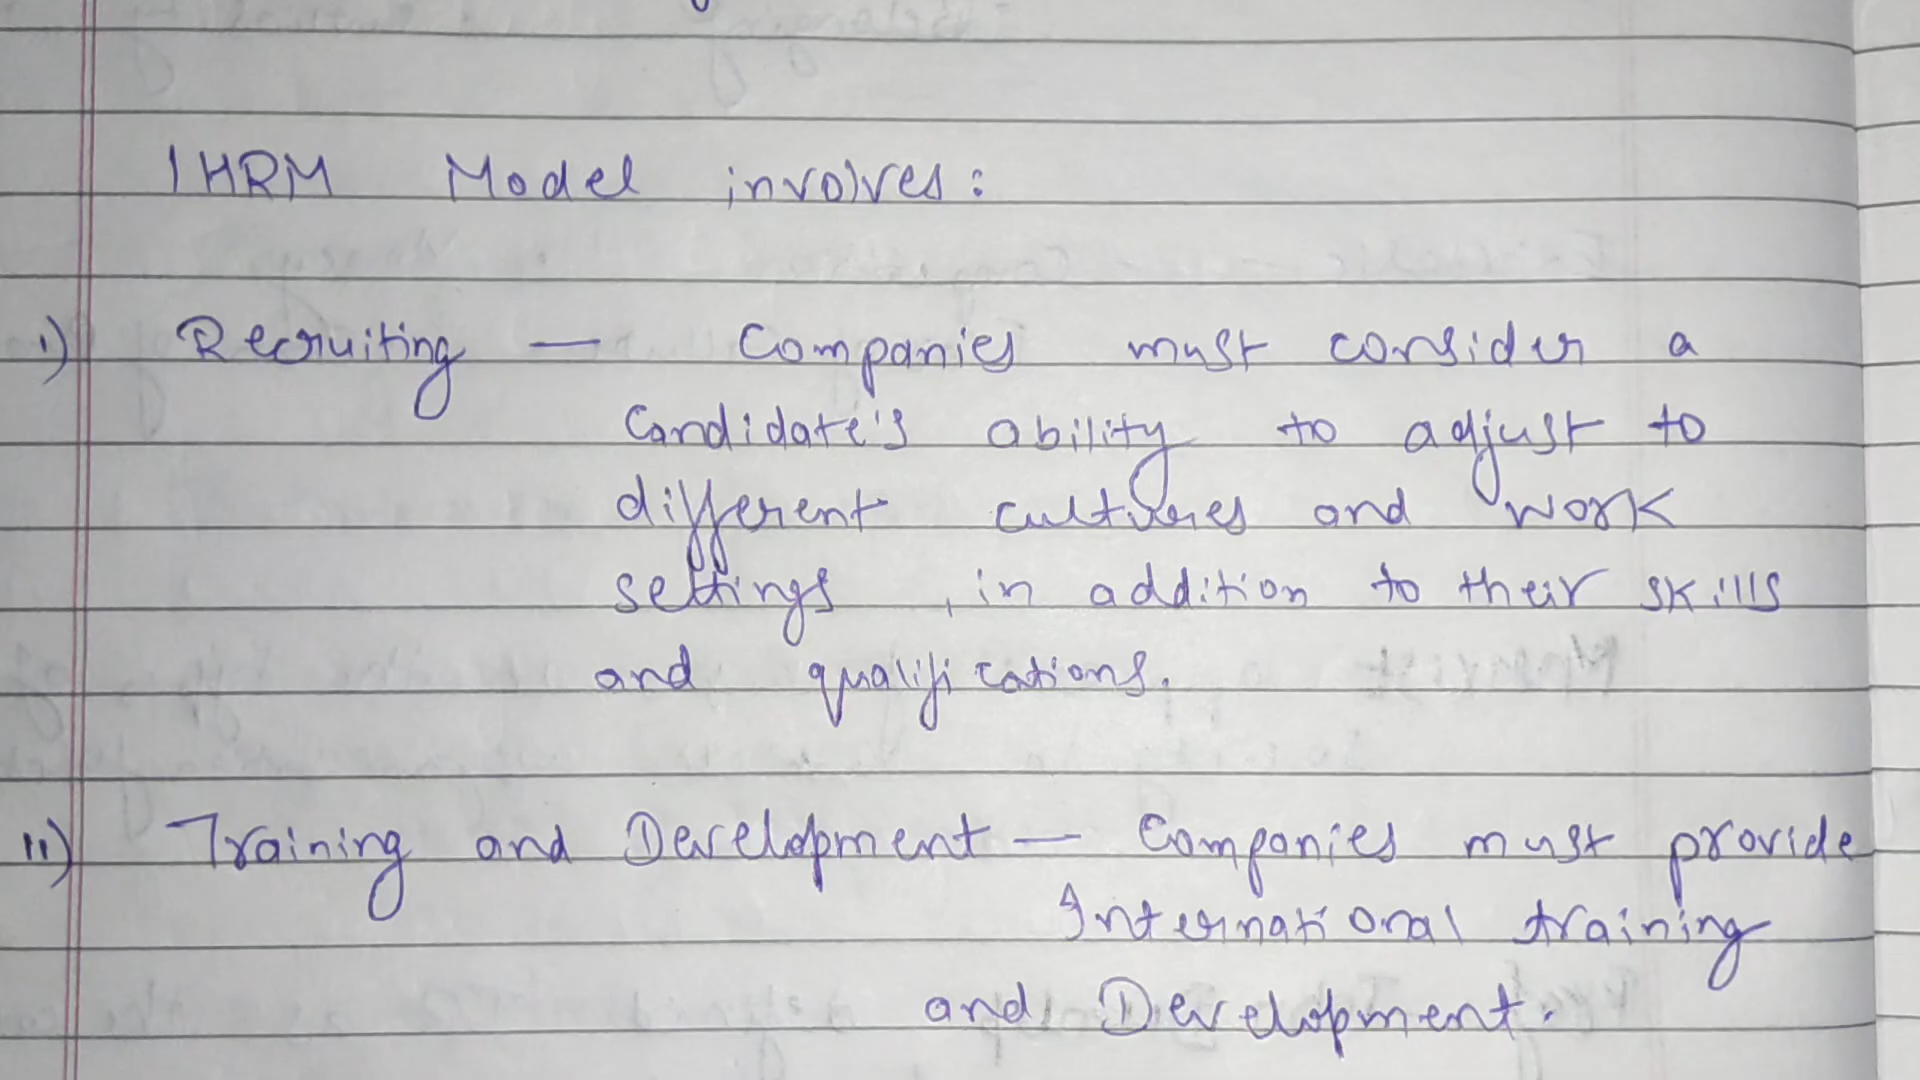 IHRM Model involves:
i) Recruiting — Companies must consider a
Candidate's ability to adjust to
different cultures and work
settings, in addition to their skills
and qualifications.
ii) Training and Development — Companies must provide
International training
and Development.